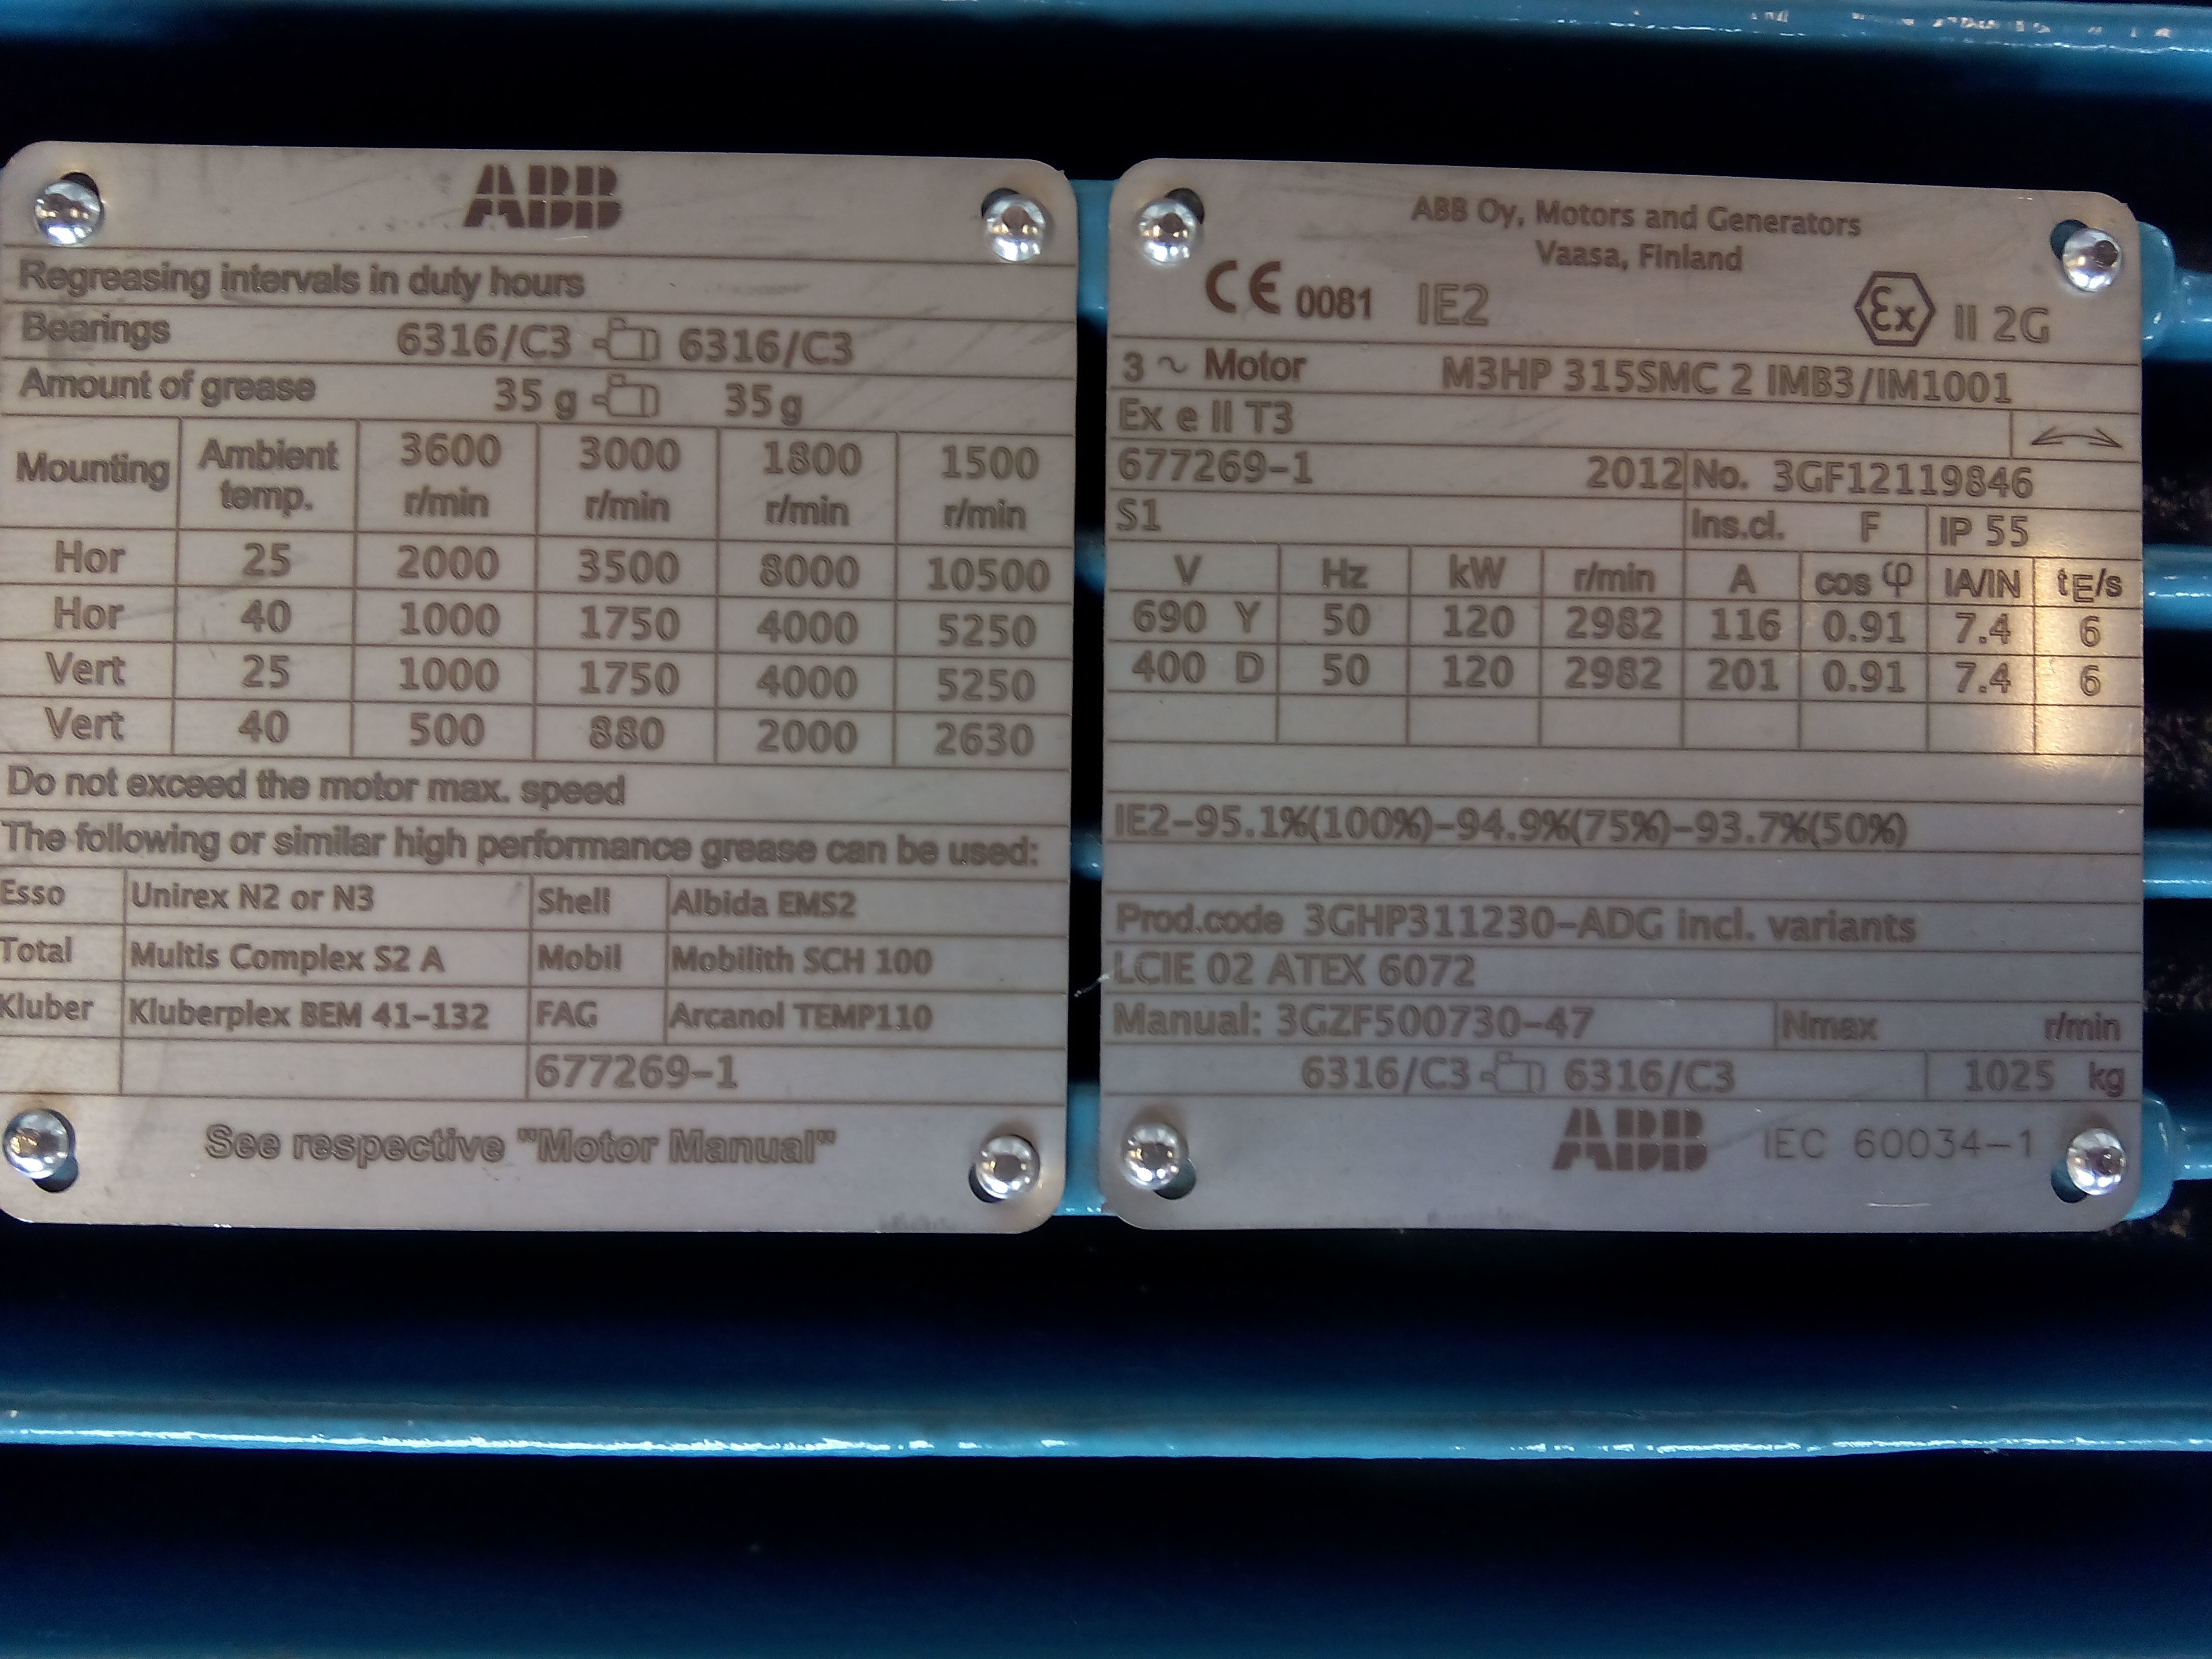 ABB
Regreasing intervals in duty hours
Bearings 6316/C3 6316/C3
Amount of grease 35 g 35 g
Mounting Ambient temp. 3600 r/min 3000 r/min 1800 r/min 1500 r/min
Hor 25 2000 3500 8000 10500
Hor 40 1000 1750 4000 5250
Vert 25 1000 1750 4000 5250
Vert 40 500 880 2000 2630
Do not exceed the motor max. speed
The following or similar high performance grease can be used:
Esso Unirex N2 or N3 Shell Albida EMS2
Total Multis Complex S2 A Mobil Mobilith SCH 100
Kluber Kluberplex BEM 41-132 FAG Arcanol TEMP110
677269-1
See respective "Motor Manual"
ABB Oy, Motors and Generators
Vaasa, Finland
CE 0081 IE2 Ex II 2G
3 ~ Motor M3HP 315SMC 2 IMB3/IM1001
Ex e II T3
677269-1 2012 No. 3GF12119846
S1 Ins.cl. F IP 55
V Hz kW r/min A cos φ IA/IN tE/s
690 Y 50 120 2982 116 0.91 7.4 6
400 D 50 120 2982 201 0.91 7.4 6
IE2-95.1%(100%)-94.9%(75%)-93.7%(50%)
Prod.code 3GHP311230-ADG incl. variants
LCIE 02 ATEX 6072
Manual: 3GZF500730-47 Nmax r/min
6316/C3 6316/C3 1025 kg
ABB IEC 60034-1